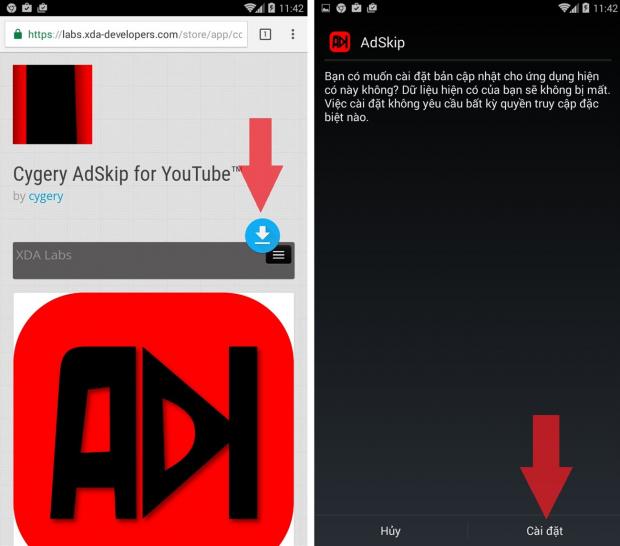 11:42
https://labs.xda-developers.com/store/app/cc
1
Cygery AdSkip for YouTube™
by cygery
XDA Labs
11:42
AdSkip
Bạn có muốn cài đặt bản cập nhật cho ứng dụng hiện
có này không? Dữ liệu hiện có của bạn sẽ không bị mất.
Việc cài đặt không yêu cầu bất kỳ quyền truy cập đặc
biệt nào.
Hủy
Cài đặt